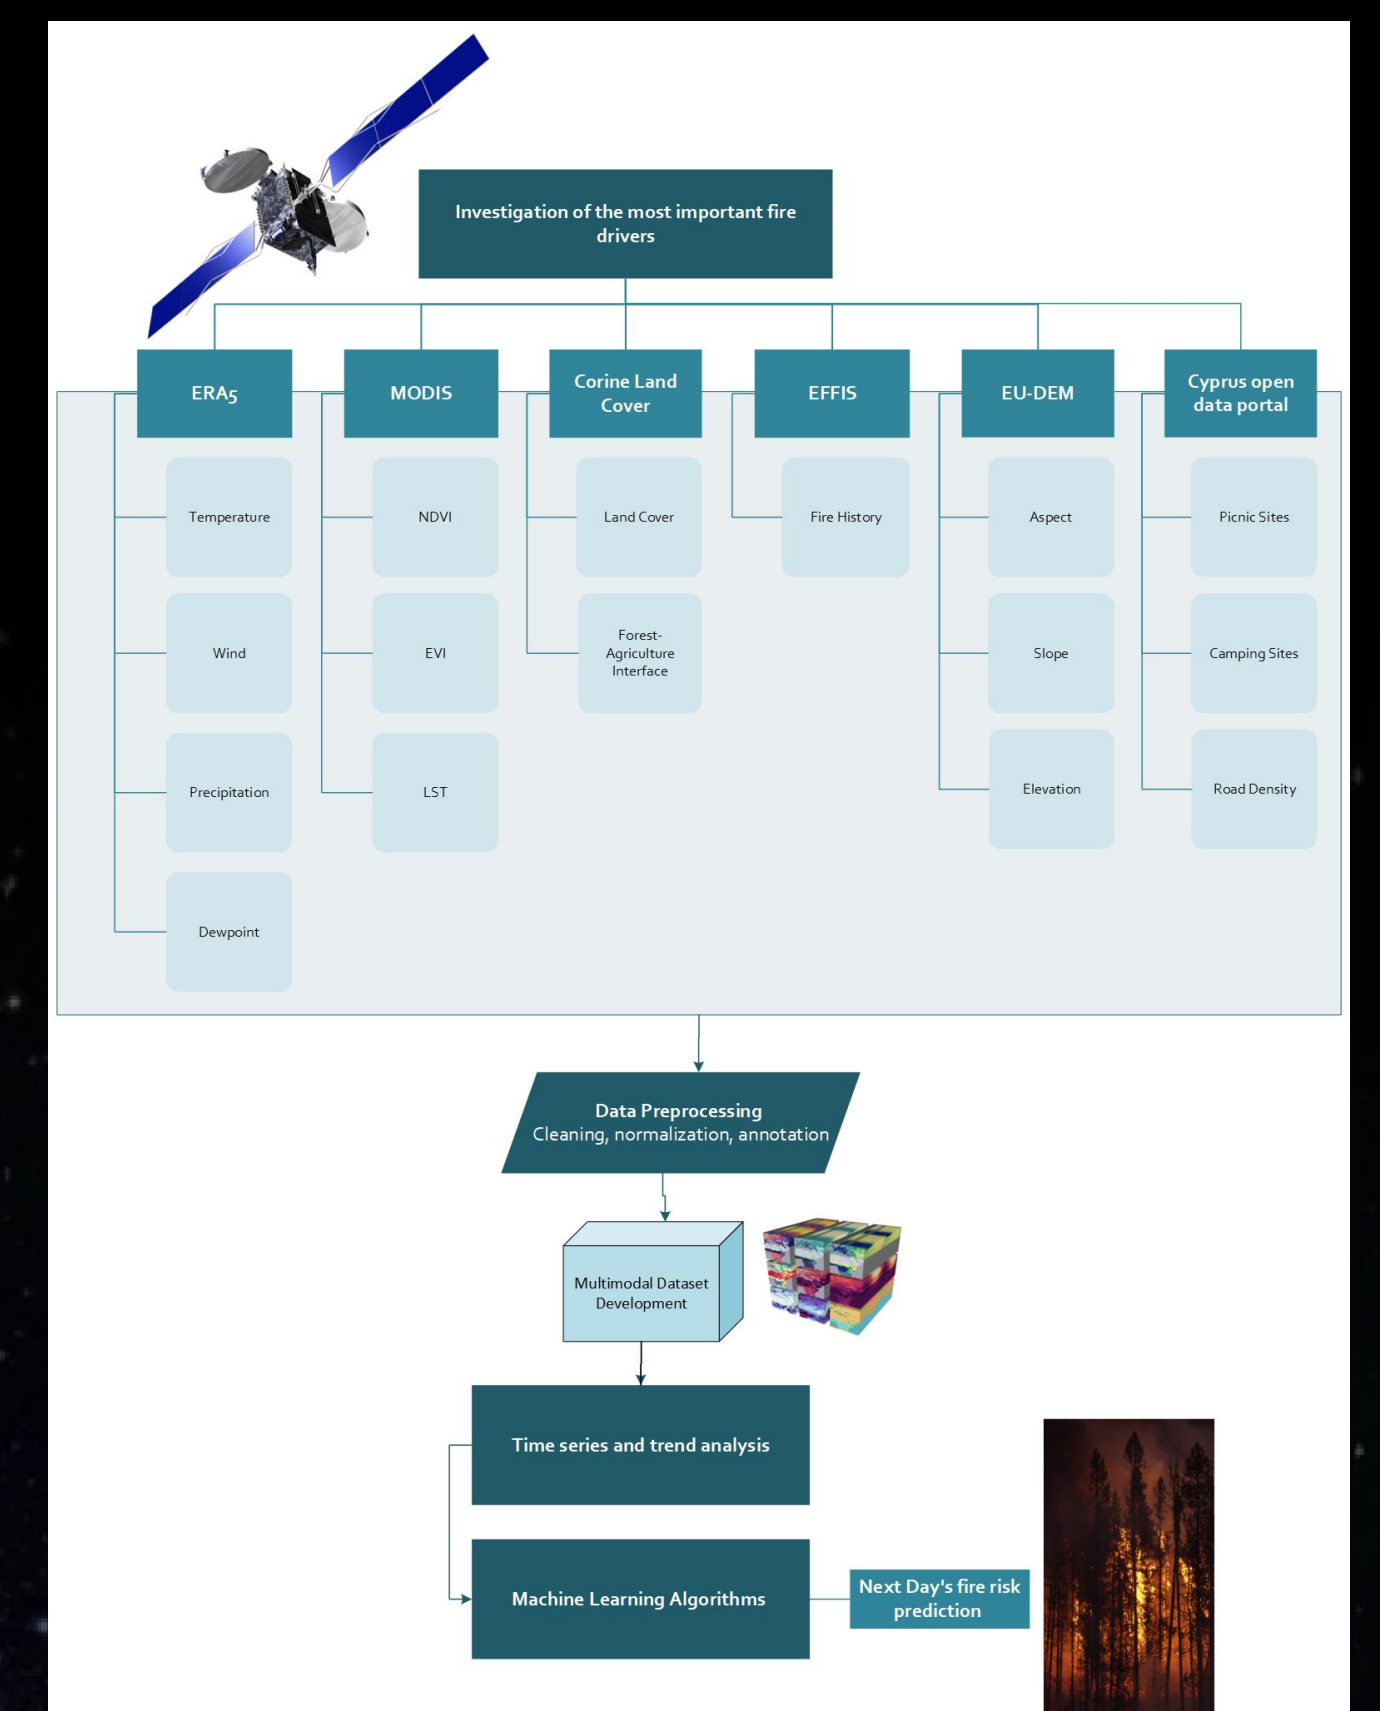 Investigation of the most important fire
drivers
ERA5
MODIS
Corine Land
Cover
EFFIS
EU-DEM
Cyprus open
data portal
Temperature
NDVI
Land Cover
Fire History
Aspect
Picnic Sites
Wind
EVI
Forest-
Agriculture
Interface
Slope
Camping Sites
Precipitation
LST
Elevation
Road Density
Dewpoint
Data Preprocessing
Cleaning, normalization, annotation
Multimodal Dataset
Development
Time series and trend analysis
Machine Learning Algorithms
Next Day's fire risk
prediction